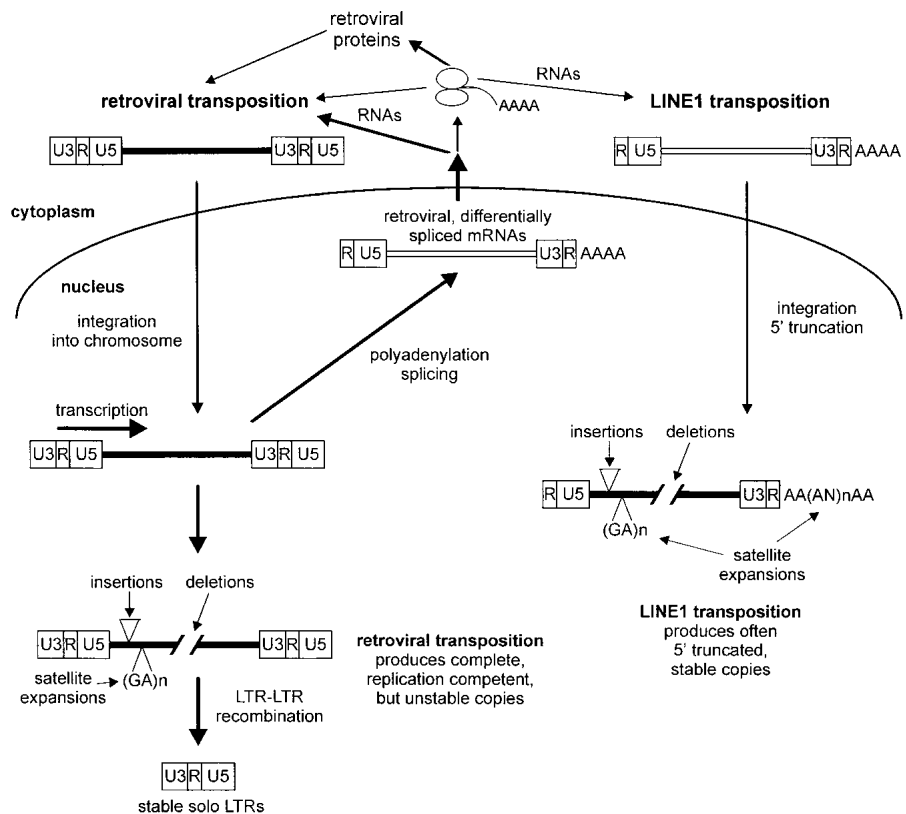 retroviral
proteins
RNAs
AAAA
retroviral transposition
LINE1 transposition
RNAs
U3 R U5
U3 R U5
R U5
U3 R AAAA
cytoplasm
retroviral, differentially
spliced mRNAs
R U5
U3 R AAAA
nucleus
integration
into chromosome
integration
5' truncation
polyadenylation
splicing
transcription
U3 R U5
U3 R U5
insertions
deletions
R U5
U3 R AA(AN)nAA
(GA)n
satellite
expansions
insertions
deletions
U3 R U5
U3 R U5
satellite
expansions
(GA)n
retroviral transposition
produces complete,
replication competent,
but unstable copies
LINE1 transposition
produces often
5' truncated,
stable copies
LTR-LTR
recombination
U3 R U5
stable solo LTRs